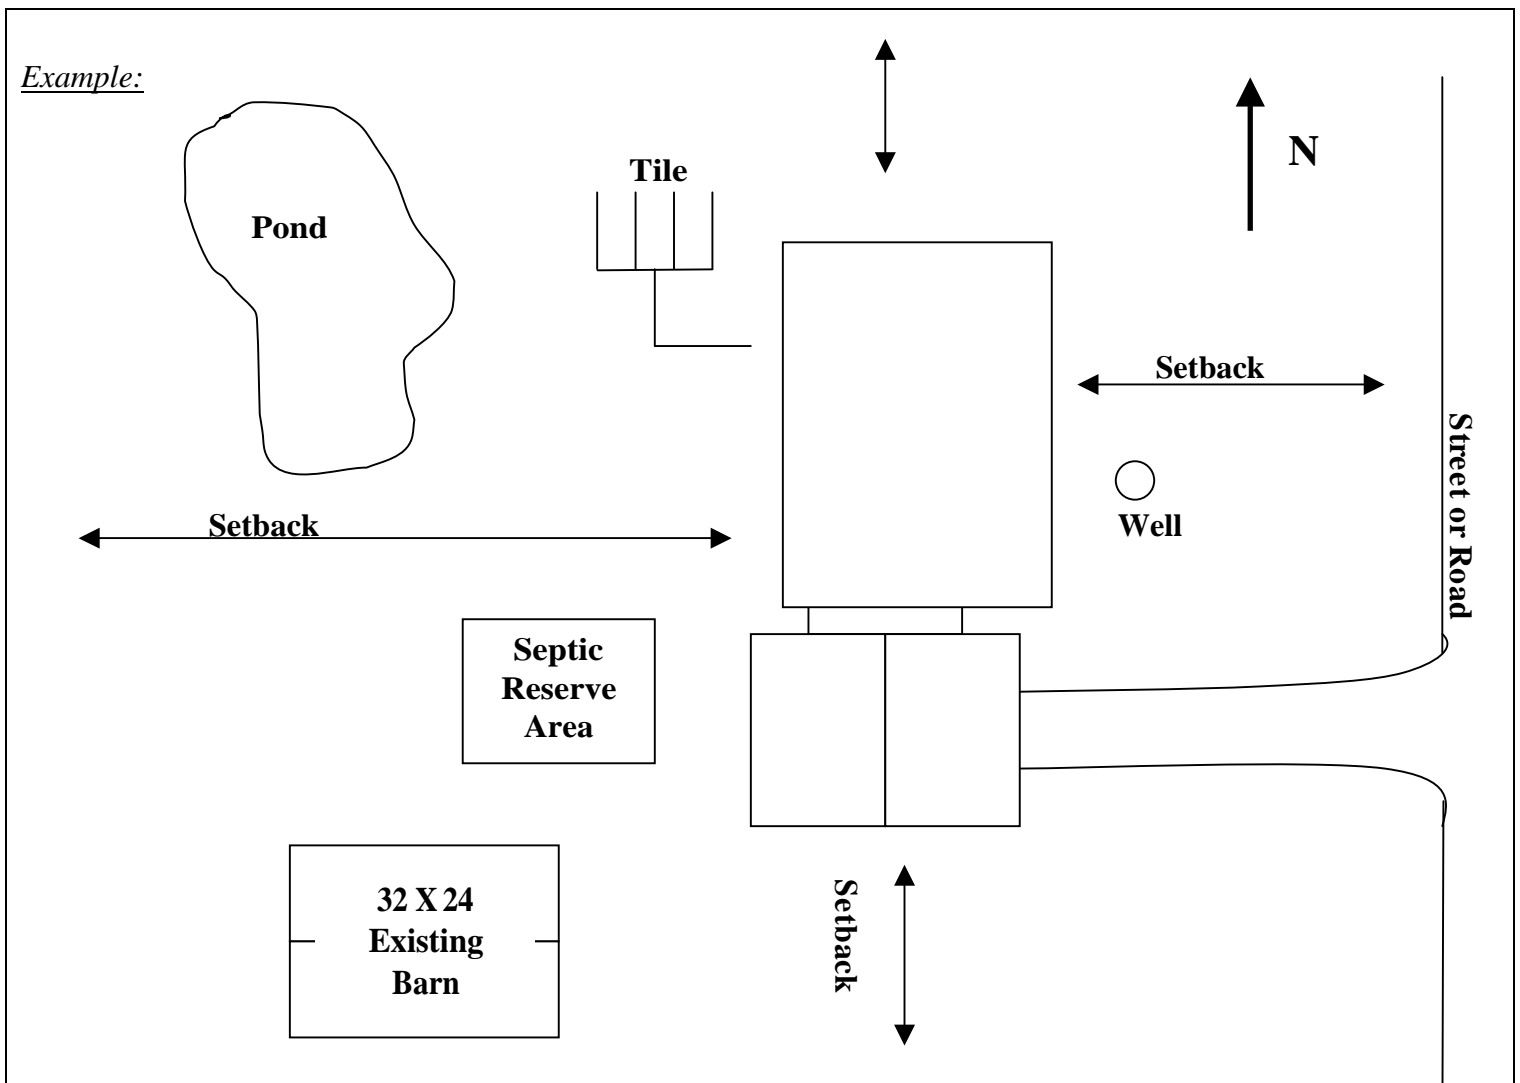 Example:
N
Tile
Pond
Setback
Street or Road
Setback
Well
Septic
Reserve
Area
Setback
32 X 24
Existing
Barn